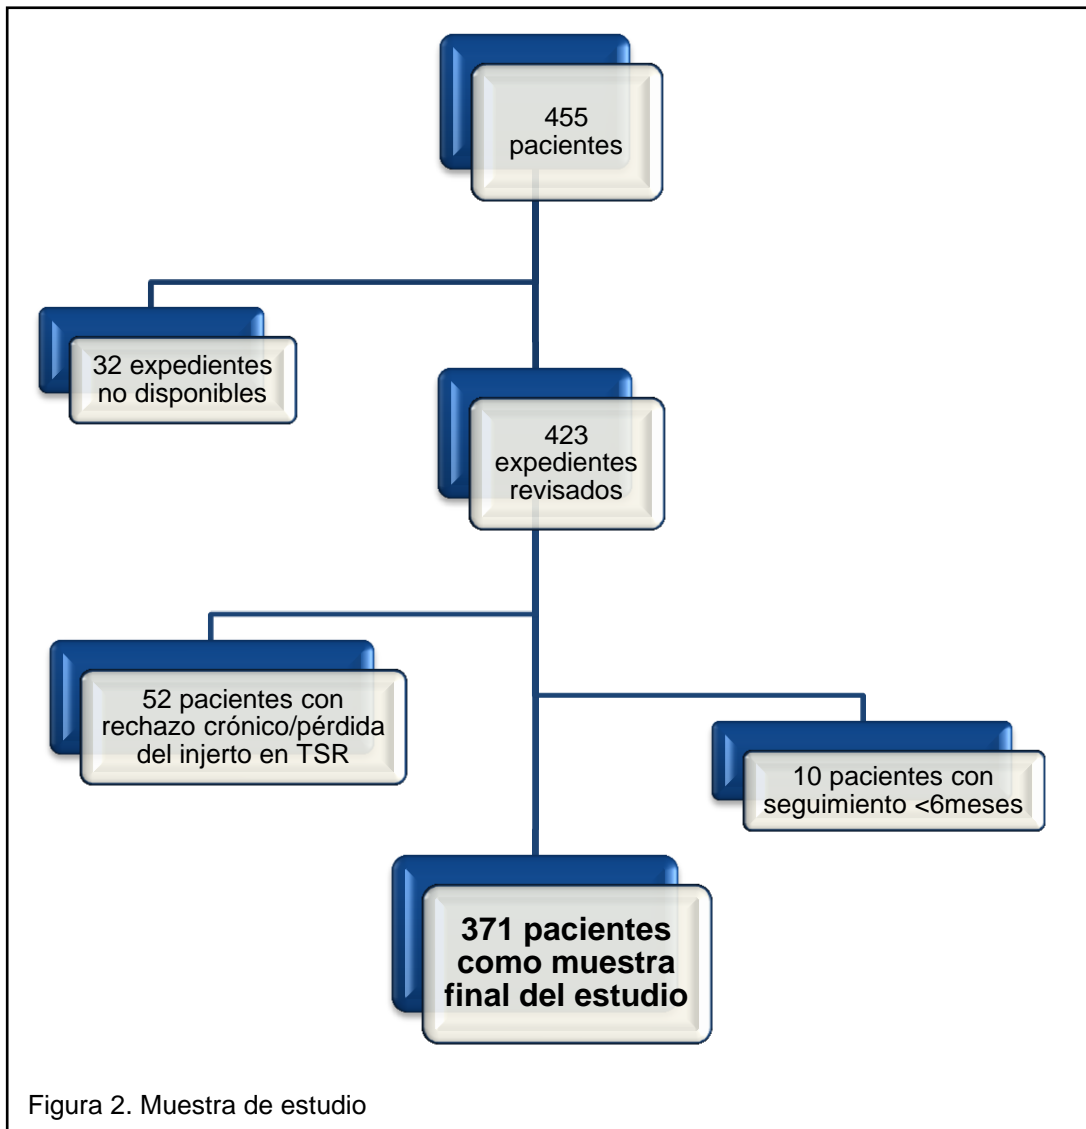 455
pacientes
32 expedientes
no disponibles
423
expedientes
revisados
52 pacientes con
rechazo crónico/pérdida
del injerto en TSR
10 pacientes con
seguimiento <6meses
371 pacientes
como muestra
final del estudio
Figura 2. Muestra de estudio